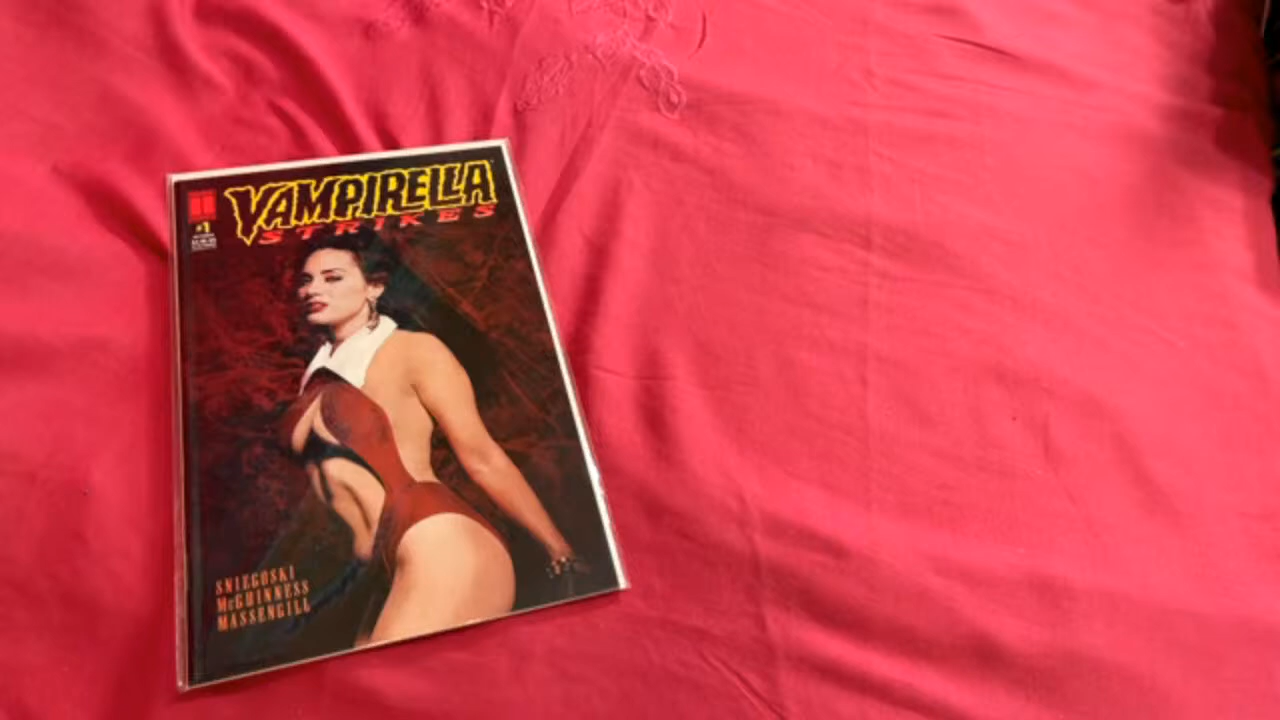 VAMPIRELLA
STRIKES
#1
SNIEGOSKI
McGUINNESS
MASSENGILL